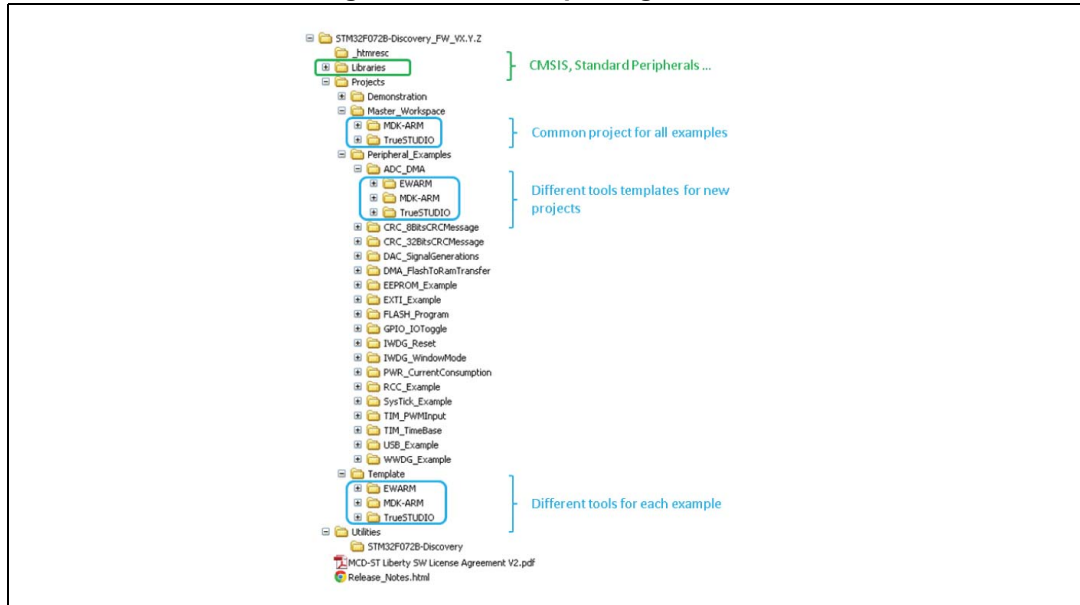 STM32F072B-Discovery_FW_VX.Y.Z
_htmresc
Libraries
CMSIS, Standard Peripherals ...
Projects
Demonstration
Master_Workspace
MDK-ARM
TrueSTUDIO
Common project for all examples
Peripheral_Examples
ADC_DMA
EWARM
MDK-ARM
TrueSTUDIO
Different tools templates for new
projects
CRC_8BitsCRCMessage
CRC_32BitsCRCMessage
DAC_SignalGenerations
DMA_FlashToRamTransfer
EEPROM_Example
EXTI_Example
FLASH_Program
GPIO_IOToggle
IWDG_Reset
IWDG_WindowMode
PWR_CurrentConsumption
RCC_Example
SysTick_Example
TIM_PWMInput
TIM_TimeBase
USB_Example
WWDG_Example
Template
EWARM
MDK-ARM
TrueSTUDIO
Different tools for each example
Utilities
STM32F072B-Discovery
MCD-ST Liberty SW License Agreement V2.pdf
Release_Notes.html